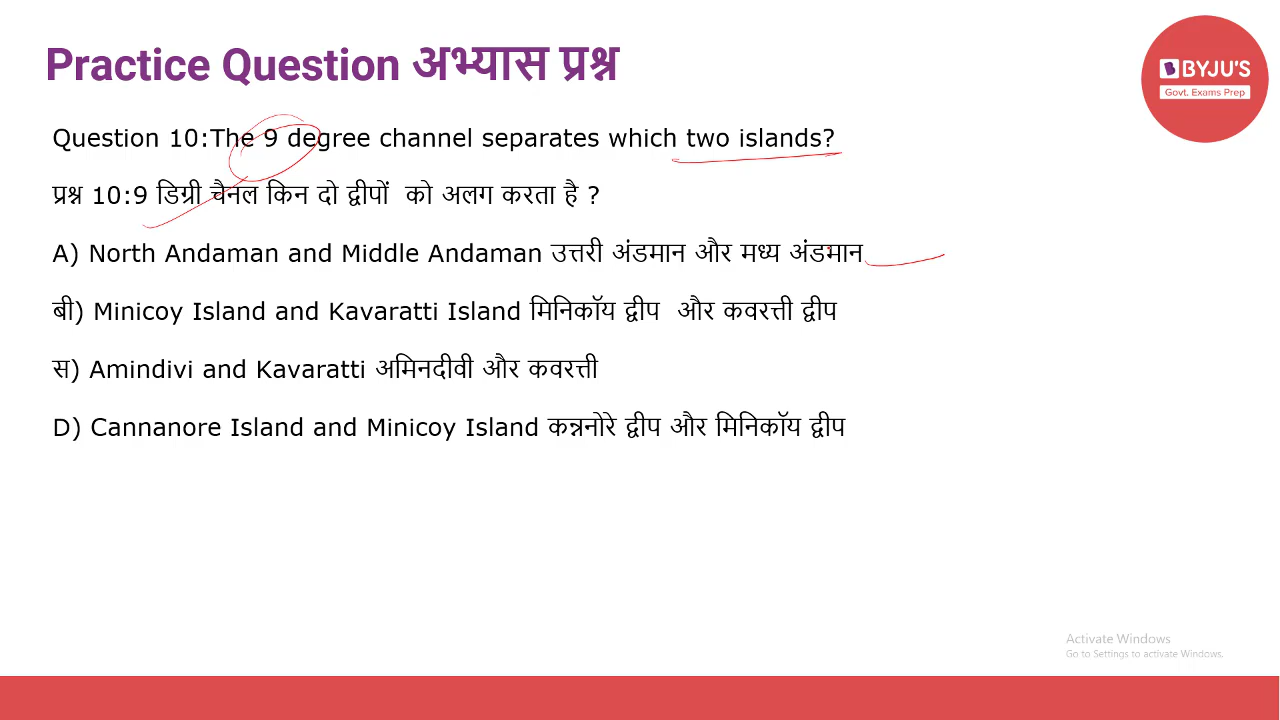 Practice Question अभ्यास प्रश्न
BYJU'S
Govt. Exams Prep
Question 10:The 9 degree channel separates which two islands?
प्रश्न 10:9 डिग्री चैनल किन दो द्वीपों को अलग करता है ?
A) North Andaman and Middle Andaman उत्तरी अंडमान और मध्य अंडमान
बी) Minicoy Island and Kavaratti Island मिनिकॉय द्वीप और कवरत्ती द्वीप
स) Amindivi and Kavaratti अमिनदीवी और कवरत्ती
D) Cannanore Island and Minicoy Island कन्ननोरे द्वीप और मिनिकॉय द्वीप
Activate Windows
Go to Settings to activate Windows.